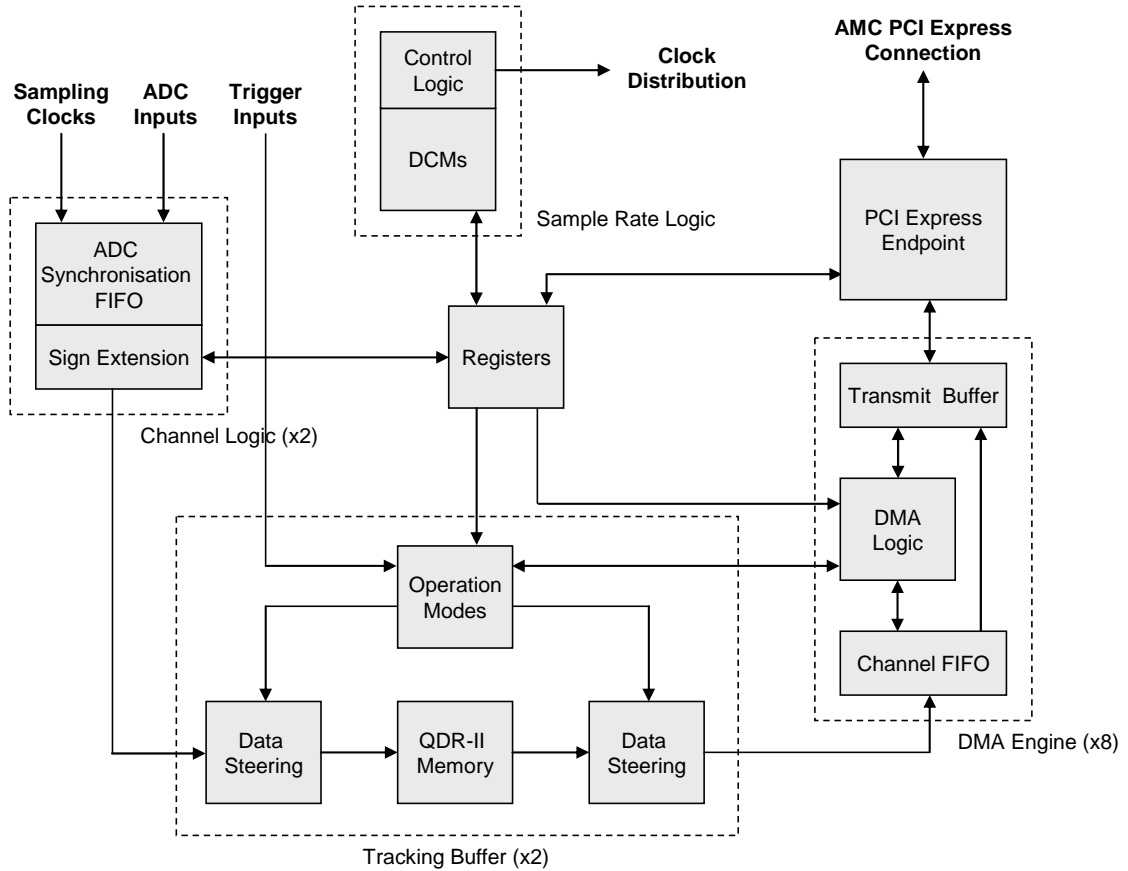 AMC PCI Express
Connection
Control
Logic
Clock
Distribution
Sampling
Clocks
ADC
Inputs
Trigger
Inputs
DCMs
Sample Rate Logic
PCI Express
Endpoint
ADC
Synchronisation
FIFO
Sign Extension
Registers
Channel Logic (x2)
Transmit Buffer
DMA
Logic
Operation
Modes
Channel FIFO
Data
Steering
QDR-II
Memory
Data
Steering
DMA Engine (x8)
Tracking Buffer (x2)